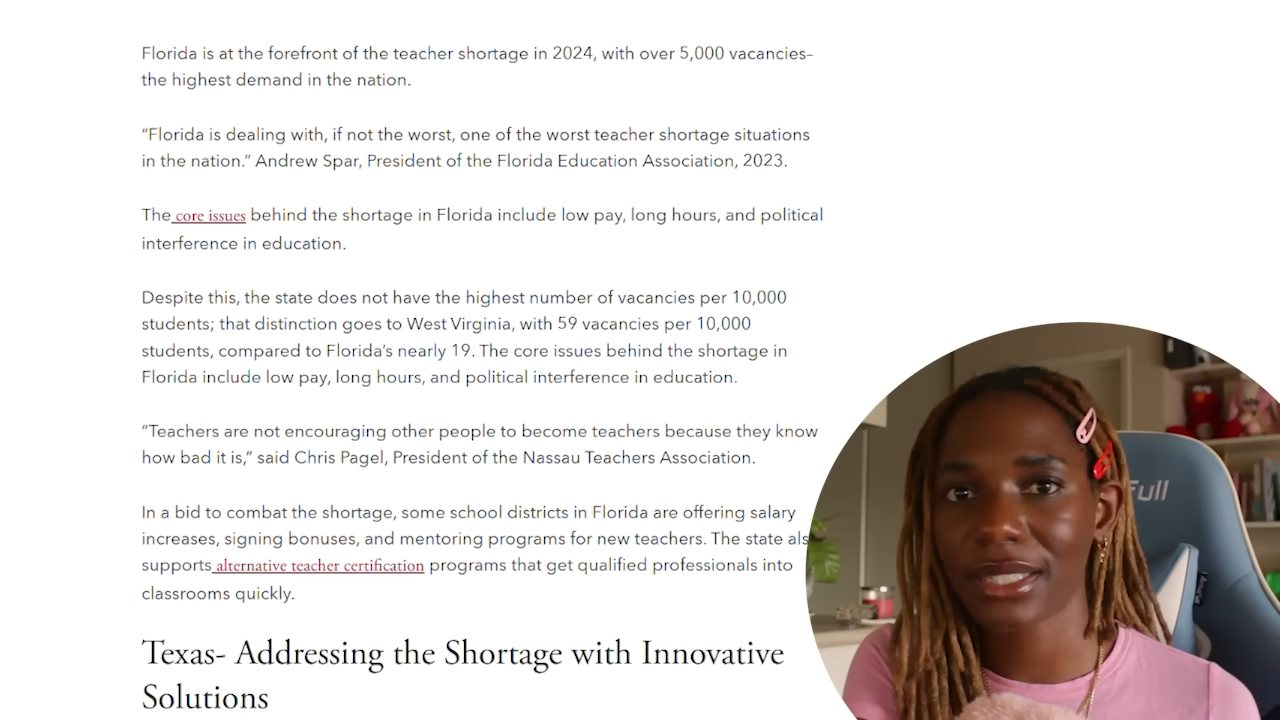 Florida is at the forefront of the teacher shortage in 2024, with over 5,000 vacancies–
the highest demand in the nation.
“Florida is dealing with, if not the worst, one of the worst teacher shortage situations
in the nation.” Andrew Spar, President of the Florida Education Association, 2023.
The core issues behind the shortage in Florida include low pay, long hours, and political
interference in education.
Despite this, the state does not have the highest number of vacancies per 10,000
students; that distinction goes to West Virginia, with 59 vacancies per 10,000
students, compared to Florida’s nearly 19. The core issues behind the shortage in
Florida include low pay, long hours, and political interference in education.
“Teachers are not encouraging other people to become teachers because they know
how bad it is,” said Chris Pagel, President of the Nassau Teachers Association.
In a bid to combat the shortage, some school districts in Florida are offering salary
increases, signing bonuses, and mentoring programs for new teachers. The state als
supports alternative teacher certification programs that get qualified professionals into
classrooms quickly.
Texas- Addressing the Shortage with Innovative
Solutions